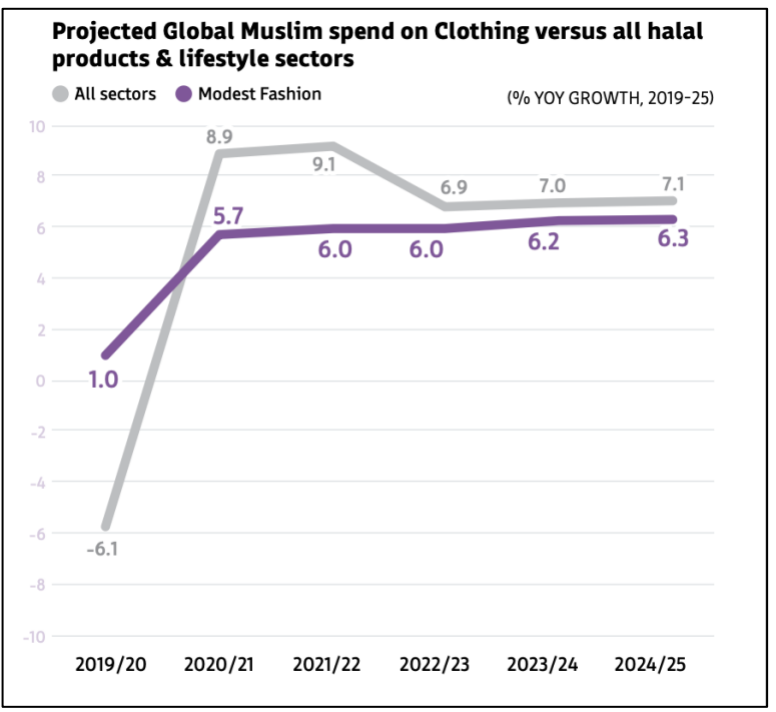 Projected Global Muslim spend on Clothing versus all halal
products & lifestyle sectors
All sectors Modest Fashion (% YOY GROWTH, 2019-25)
10
8.9
9.1
8
6.9 7.0 7.1
5.7
6
6.0 6.0 6.2 6.3
4
2
0
1.0
-2
-4
-6
-6.1
-8
-10
2019/20 2020/21 2021/22 2022/23 2023/24 2024/25